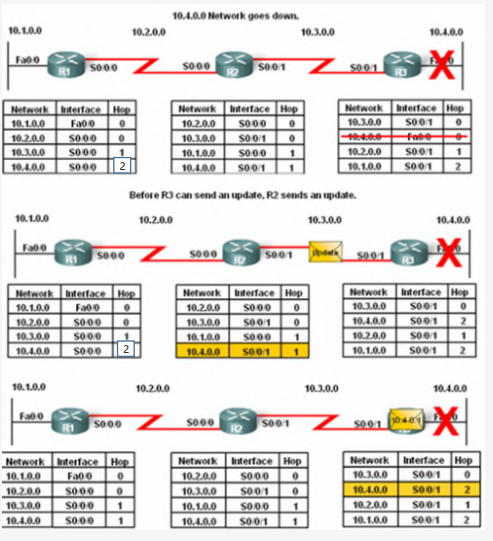 10.4.0.0 Network goes down.
10.1.0.0 10.2.0.0 10.3.0.0 10.4.0.0
Fa0/0 R1 S0/0/0 S0/0/0 R2 S0/0/1 S0/0/1 R3
Network Interface Hop
10.1.0.0 Fa0/0 0
10.2.0.0 S0/0/0 0
10.3.0.0 S0/0/0 1
10.4.0.0 S0/0/0 2
Network Interface Hop
10.2.0.0 S0/0/0 0
10.3.0.0 S0/0/1 0
10.1.0.0 S0/0/0 1
10.4.0.0 S0/0/1 1
Network Interface Hop
10.3.0.0 S0/0/1 0
10.4.0.0 Fa0/0 0
10.2.0.0 S0/0/1 1
10.1.0.0 S0/0/1 2
Before R3 can send an update, R2 sends an update.
10.1.0.0 10.2.0.0 10.3.0.0 10.4.0.0
Fa0/0 R1 S0/0/0 S0/0/0 R2 S0/0/1 Update S0/0/1 R3
Network Interface Hop
10.1.0.0 Fa0/0 0
10.2.0.0 S0/0/0 0
10.3.0.0 S0/0/0 1
10.4.0.0 S0/0/0 2
Network Interface Hop
10.2.0.0 S0/0/0 0
10.3.0.0 S0/0/1 0
10.1.0.0 S0/0/0 1
10.4.0.0 S0/0/1 1
Network Interface Hop
10.3.0.0 S0/0/1 0
10.4.0.0 S0/0/1 2
10.2.0.0 S0/0/1 1
10.1.0.0 S0/0/1 2
10.1.0.0 10.2.0.0 10.3.0.0 10.4.0.0
Fa0/0 R1 S0/0/0 S0/0/0 R2 S0/0/1 S0/0/1
Network Interface Hop
10.1.0.0 Fa0/0 0
10.2.0.0 S0/0/0 0
10.3.0.0 S0/0/0 1
10.4.0.0 S0/0/0 1
Network Interface Hop
10.2.0.0 S0/0/0 0
10.3.0.0 S0/0/1 0
10.1.0.0 S0/0/0 1
10.4.0.0 S0/0/1 1
Network Interface Hop
10.3.0.0 S0/0/1 0
10.4.0.0 S0/0/1 2
10.2.0.0 S0/0/1 1
10.1.0.0 S0/0/1 2